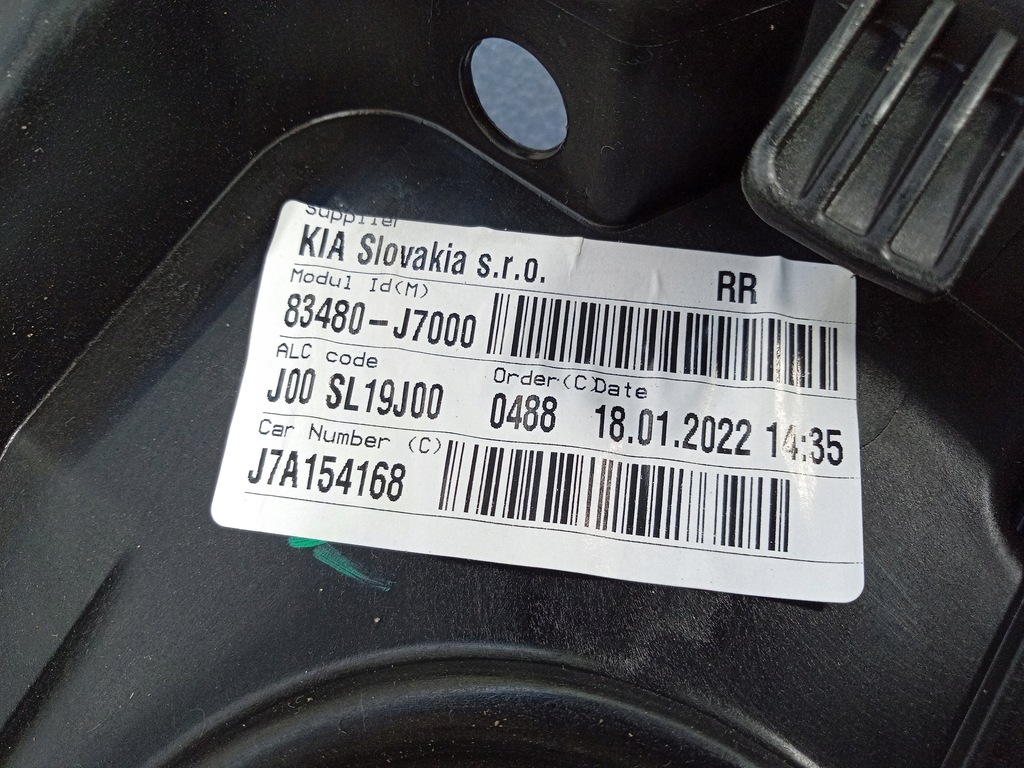 Supplier
KIA Slovakia s.r.o. RR
Modul Id(M)
83480-J7000
ALC code Order(C)Date
J00 SL19J00 0488 18.01.2022 14:35
Car Number (C)
J7A154168